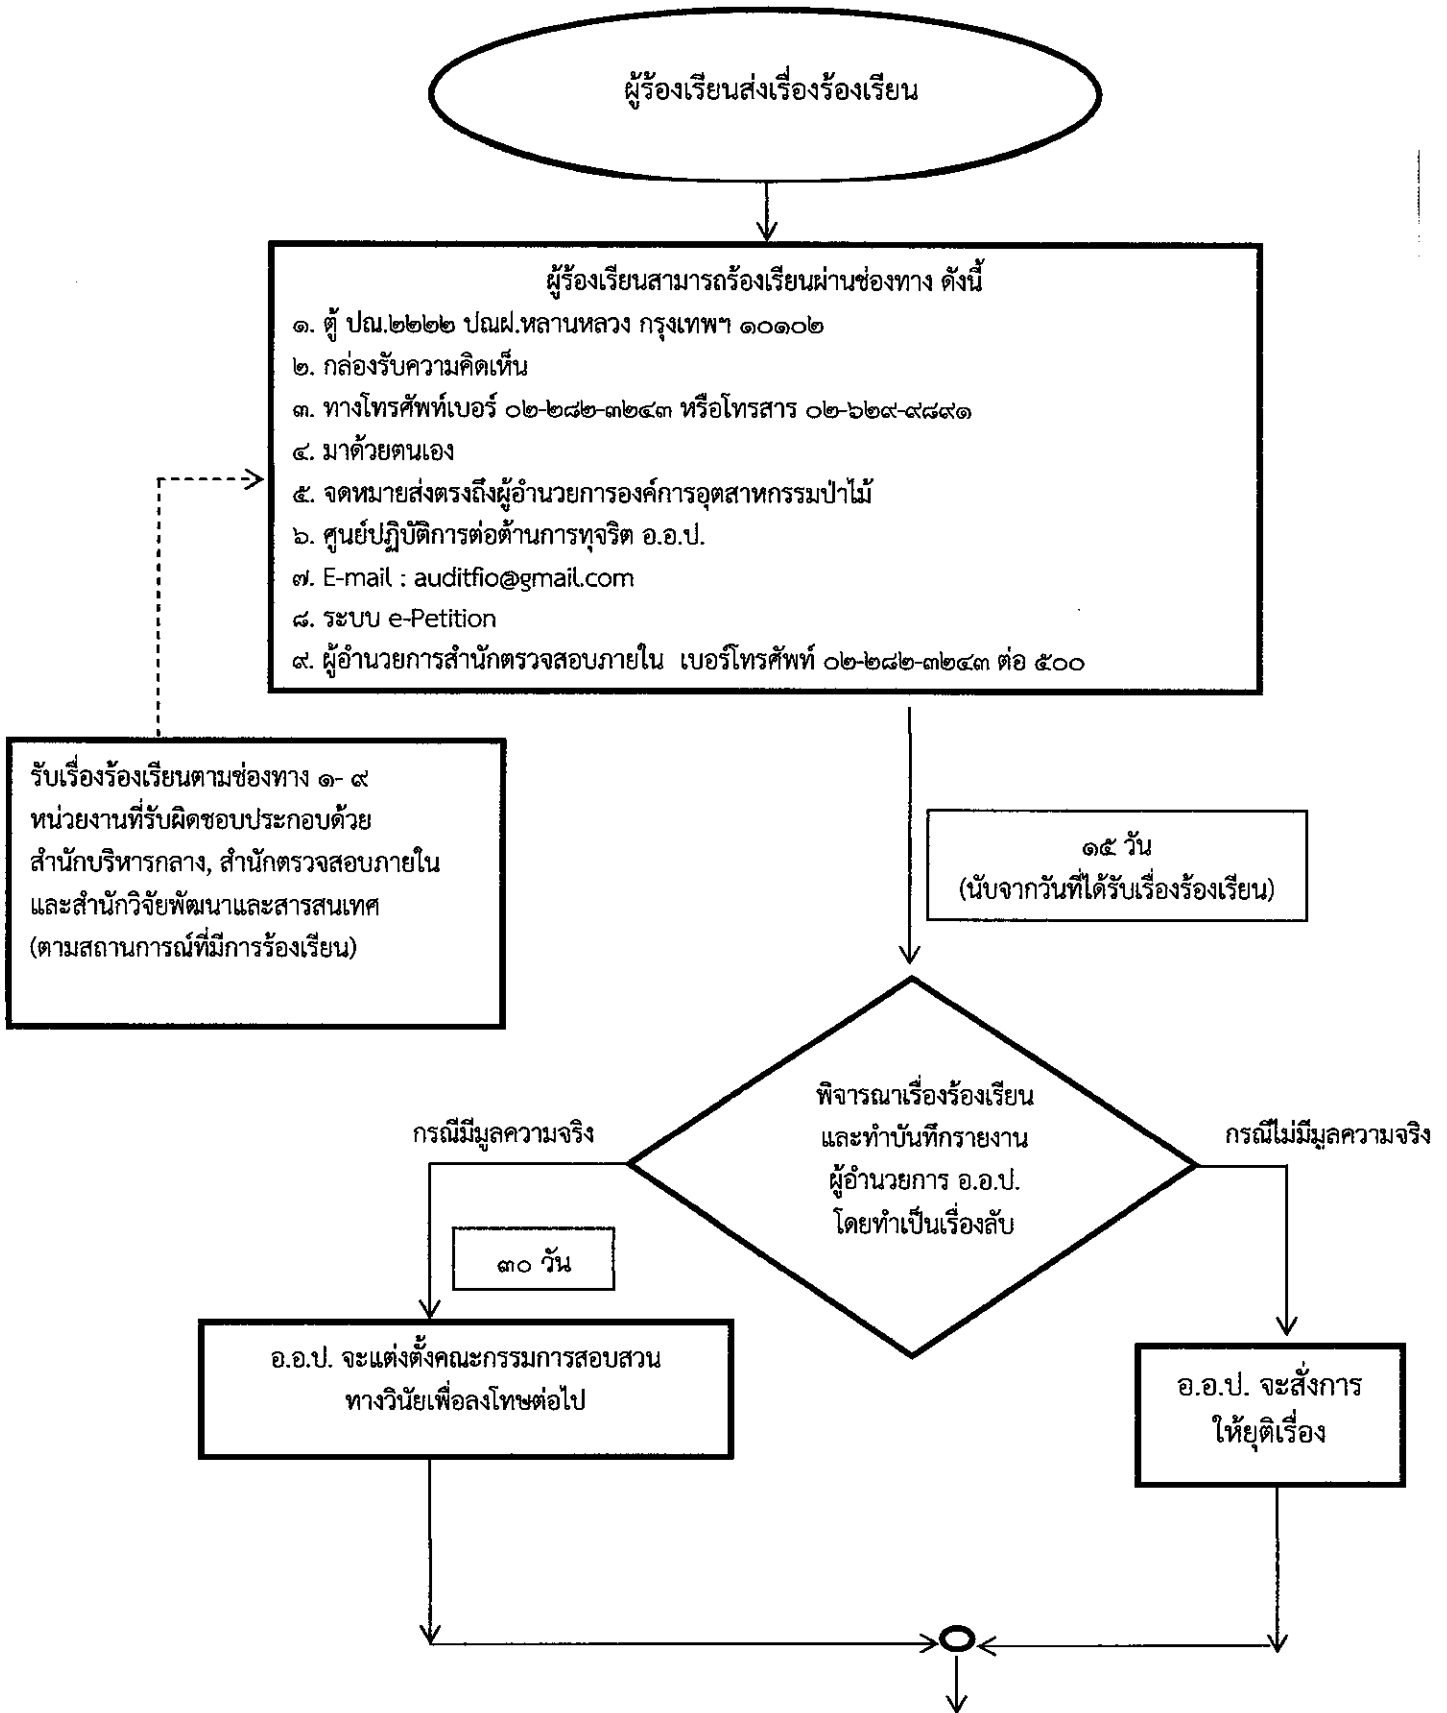 ผู้ร้องเรียนส่งเรื่องร้องเรียน
ผู้ร้องเรียนสามารถร้องเรียนผ่านช่องทาง ดังนี้
๑. ตู้ ปณ.๒๒๒๒ ปณฝ.หลานหลวง กรุงเทพฯ ๑๐๑๐๒
๒. กล่องรับความคิดเห็น
๓. ทางโทรศัพท์เบอร์ ๐๒-๒๘๒-๓๒๔๓ หรือโทรสาร ๐๒-๖๒๙-๙๘๙๑
๔. มาด้วยตนเอง
๕. จดหมายส่งตรงถึงผู้อำนวยการองค์การอุตสาหกรรมป่าไม้
๖. ศูนย์ปฏิบัติการต่อต้านการทุจริต อ.อ.ป.
๗. E-mail : auditfio@gmail.com
๘. ระบบ e-Petition
๙. ผู้อำนวยการสำนักตรวจสอบภายใน เบอร์โทรศัพท์ ๐๒-๒๘๒-๓๒๔๓ ต่อ ๕๐๐
รับเรื่องร้องเรียนตามช่องทาง ๑- ๙
หน่วยงานที่รับผิดชอบประกอบด้วย
สำนักบริหารกลาง, สำนักตรวจสอบภายใน
และสำนักวิจัยพัฒนาและสารสนเทศ
(ตามสถานการณ์ที่มีการร้องเรียน)
๑๕ วัน
(นับจากวันที่ได้รับเรื่องร้องเรียน)
พิจารณาเรื่องร้องเรียน
และทำบันทึกรายงาน
ผู้อำนวยการ อ.อ.ป.
โดยทำเป็นเรื่องลับ
กรณีมีมูลความจริง
กรณีไม่มีมูลความจริง
๓๐ วัน
อ.อ.ป. จะแต่งตั้งคณะกรรมการสอบสวน
ทางวินัยเพื่อลงโทษต่อไป
อ.อ.ป. จะสั่งการ
ให้ยุติเรื่อง